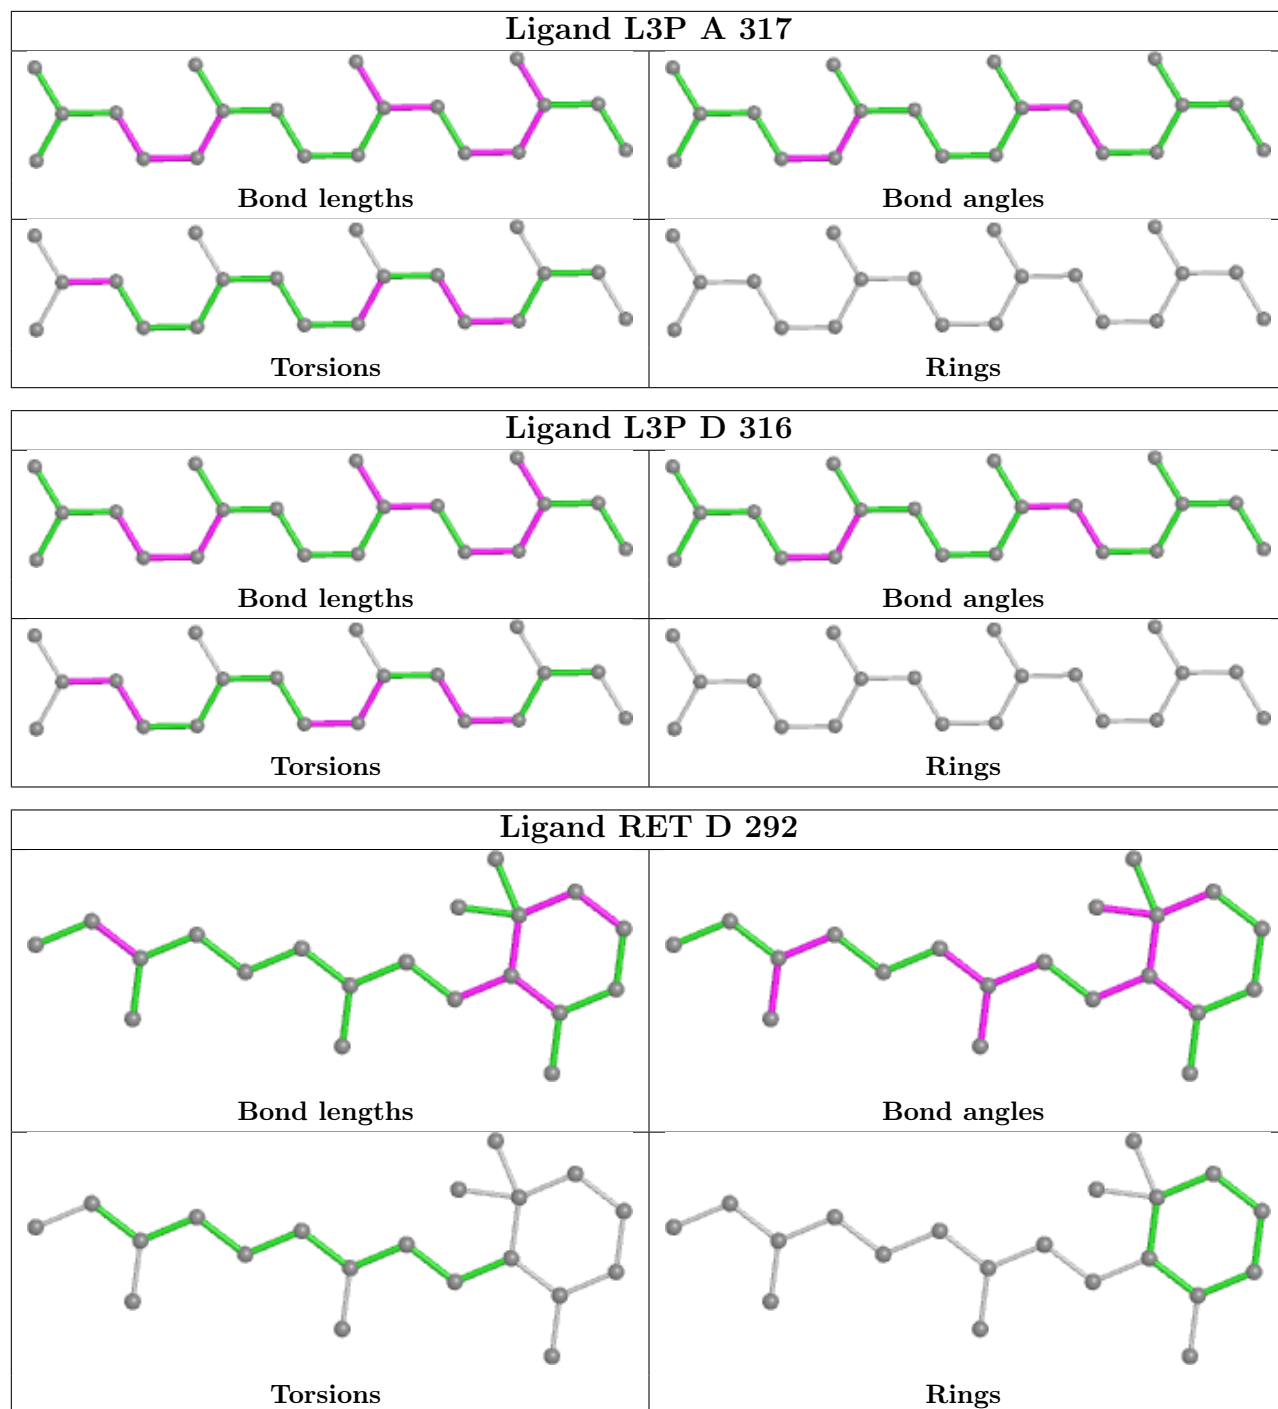 Ligand L3P A 317
Bond lengths
Bond angles
Torsions
Rings
Ligand L3P D 316
Bond lengths
Bond angles
Torsions
Rings
Ligand RET D 292
Bond lengths
Bond angles
Torsions
Rings